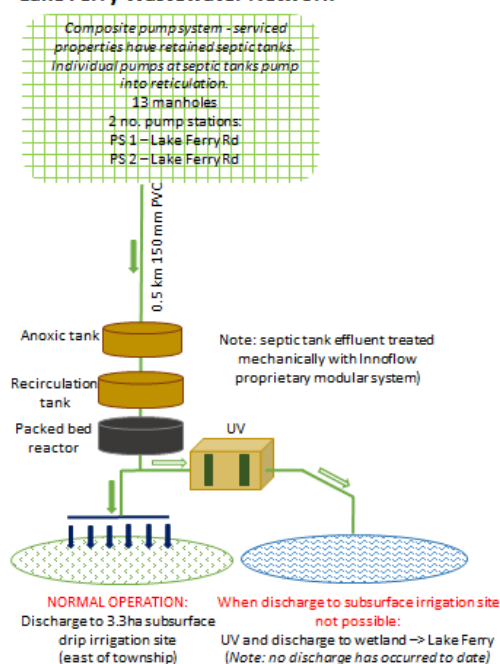 Lake Ferry Wastewater Network
Composite pump system - serviced
properties have retained septic tanks.
Individual pumps at septic tanks pump
into reticulation.
13 manholes
2 no. pump stations:
PS 1 – Lake Ferry Rd
PS 2 – Lake Ferry Rd
0.5 km 150 mm PVC
Anoxic tank
Note: septic tank effluent treated
mechanically with Innoflow
proprietary modular system)
Recirculation
tank
Packed bed
reactor
UV
NORMAL OPERATION:
Discharge to 3.3ha subsurface
drip irrigation site
(east of township)
When discharge to subsurface irrigation site
not possible:
UV and discharge to wetland –> Lake Ferry
(Note: no discharge has occurred to date)